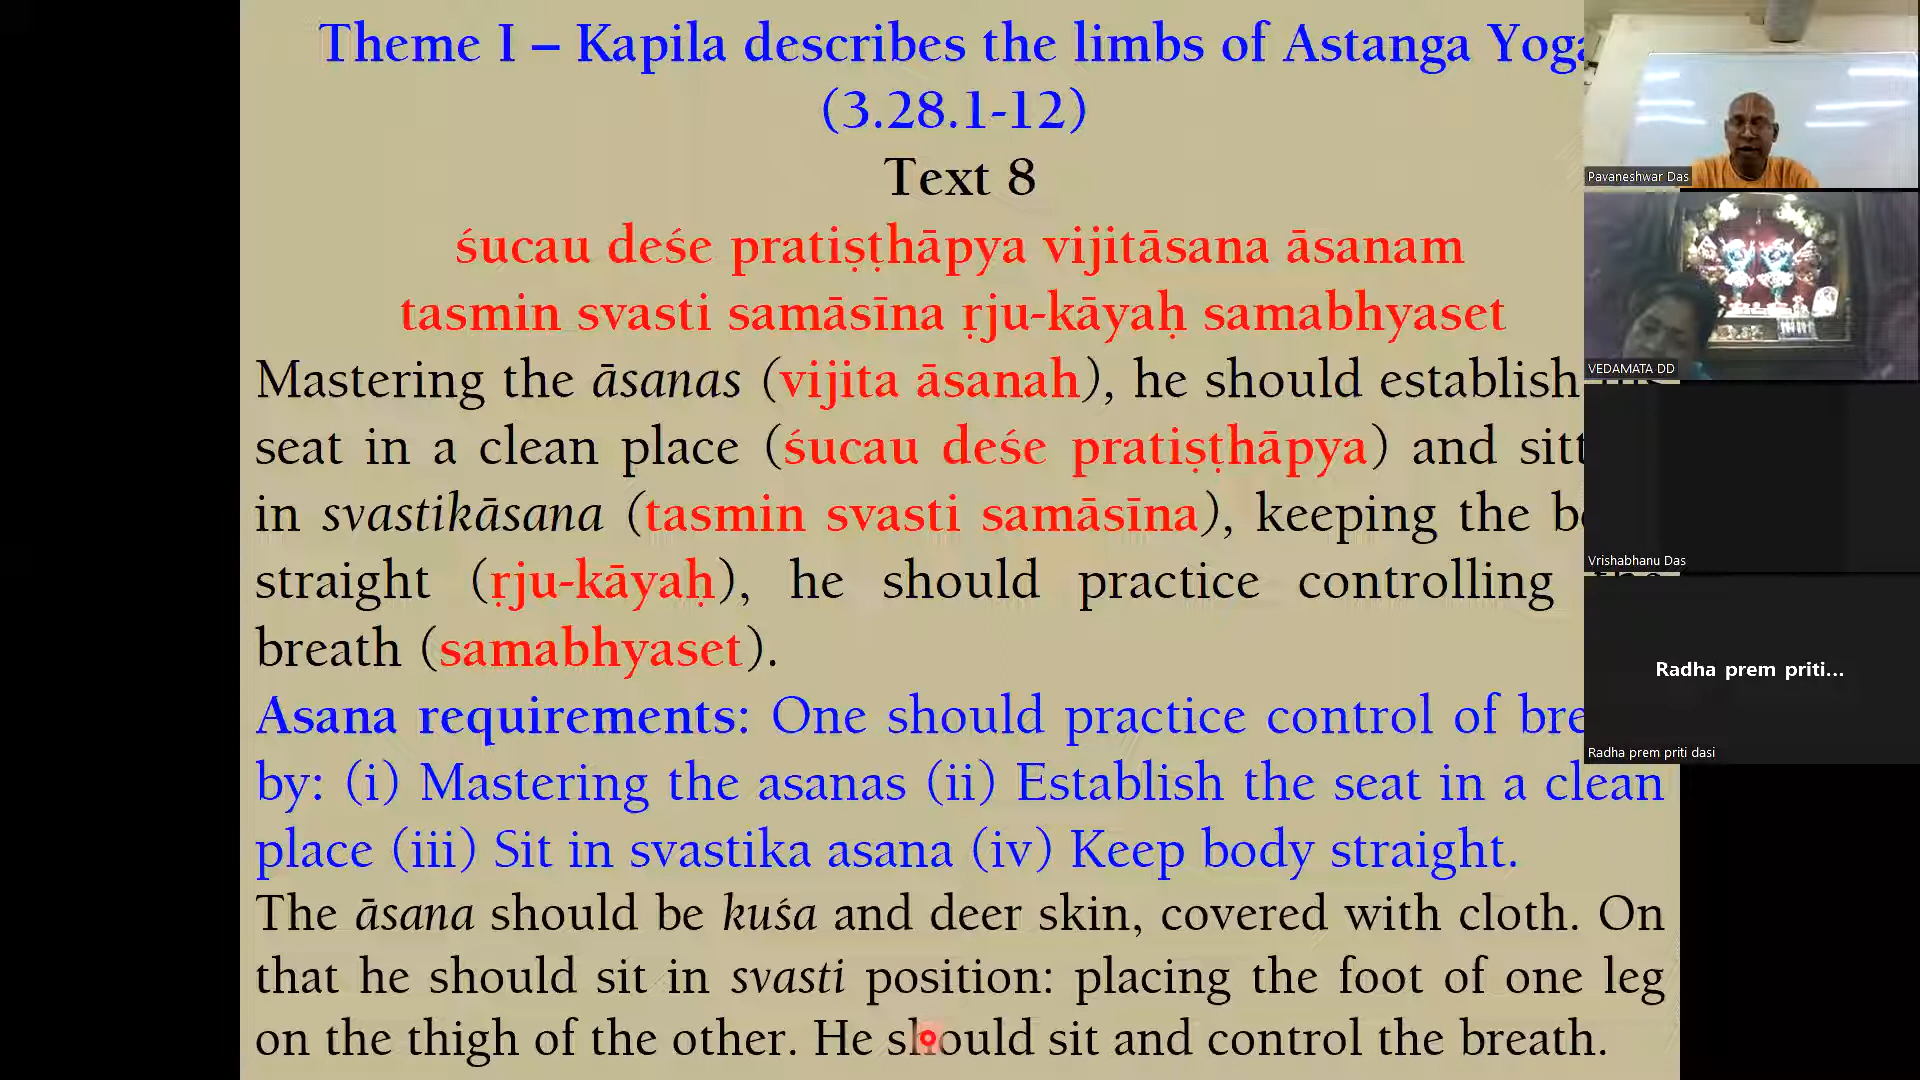 Theme I – Kapila describes the limbs of Astanga Yoga
(3.28.1-12)
Text 8
śucau deśe pratiṣṭhāpya vijitāsana āsanam
tasmin svasti samāsīna ṛju-kāyaḥ samabhyaset
Mastering the āsanas (vijita āsanah), he should establish
seat in a clean place (śucau deśe pratiṣṭhāpya) and
in svastikāsana (tasmin svasti samāsīna), keeping the
straight (ṛju-kāyaḥ), he should practice controlling
breath (samabhyaset).
Asana requirements: One should practice control of
by: (i) Mastering the asanas (ii) Establish the seat in a clean
place (iii) Sit in svastika asana (iv) Keep body straight.
The āsana should be kuśa and deer skin, covered with cloth. On
that he should sit in svasti position: placing the foot of one leg
on the thigh of the other. He should sit and control the breath.
Pavaneshwar Das
VEDAMATA DD
Vrishabhanu Das
Radha prem priti...
Radha prem priti dasi